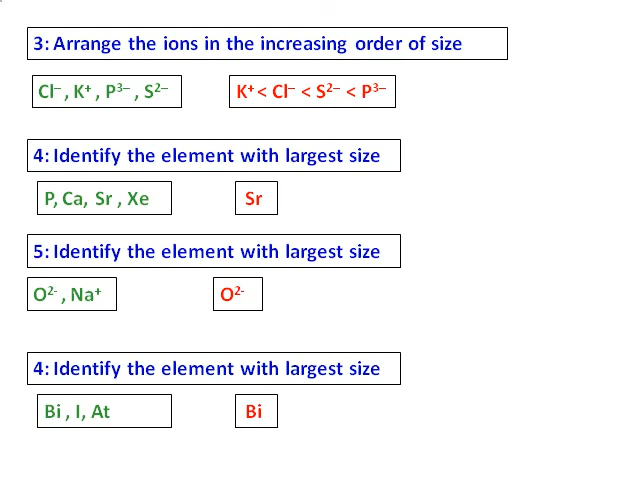 3: Arrange the ions in the increasing order of size
Cl⁻ , K⁺ , P³⁻ , S²⁻ K⁺ < Cl⁻ < S²⁻ < P³⁻
4: Identify the element with largest size
P, Ca, Sr , Xe Sr
5: Identify the element with largest size
O²⁻ , Na⁺ O²⁻
4: Identify the element with largest size
Bi , I, At Bi